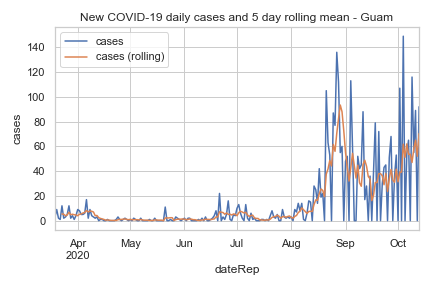 New COVID-19 daily cases and 5 day rolling mean - Guam
cases
cases (rolling)
140
120
100
80
60
40
20
0
cases
Apr May Jun Jul Aug Sep Oct
2020
dateRep